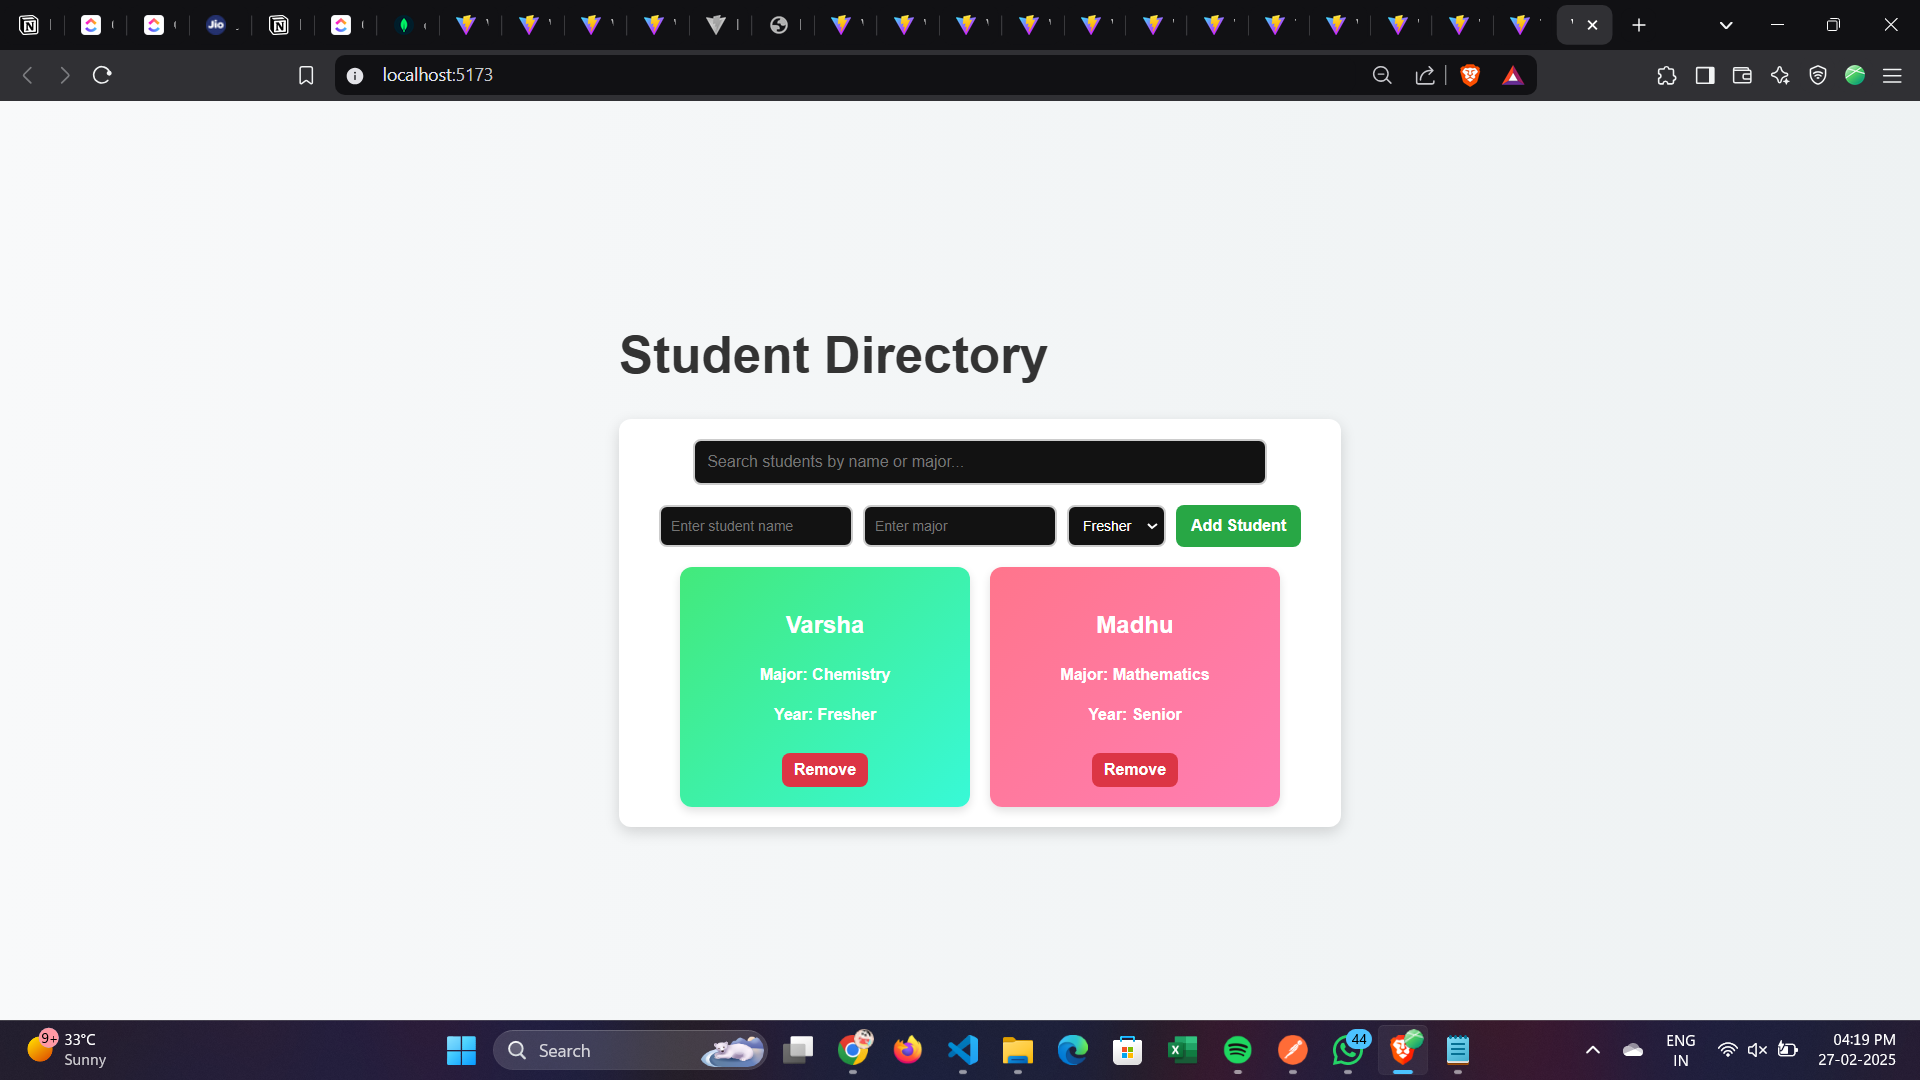 Jio
localhost:5173
Student Directory
Search students by name or major...
Enter student name
Enter major
Fresher
Add Student
Varsha
Major: Chemistry
Year: Fresher
Remove
Madhu
Major: Mathematics
Year: Senior
Remove
9+
33°C
Sunny
Search
44
ENG
IN
04:19 PM
27-02-2025